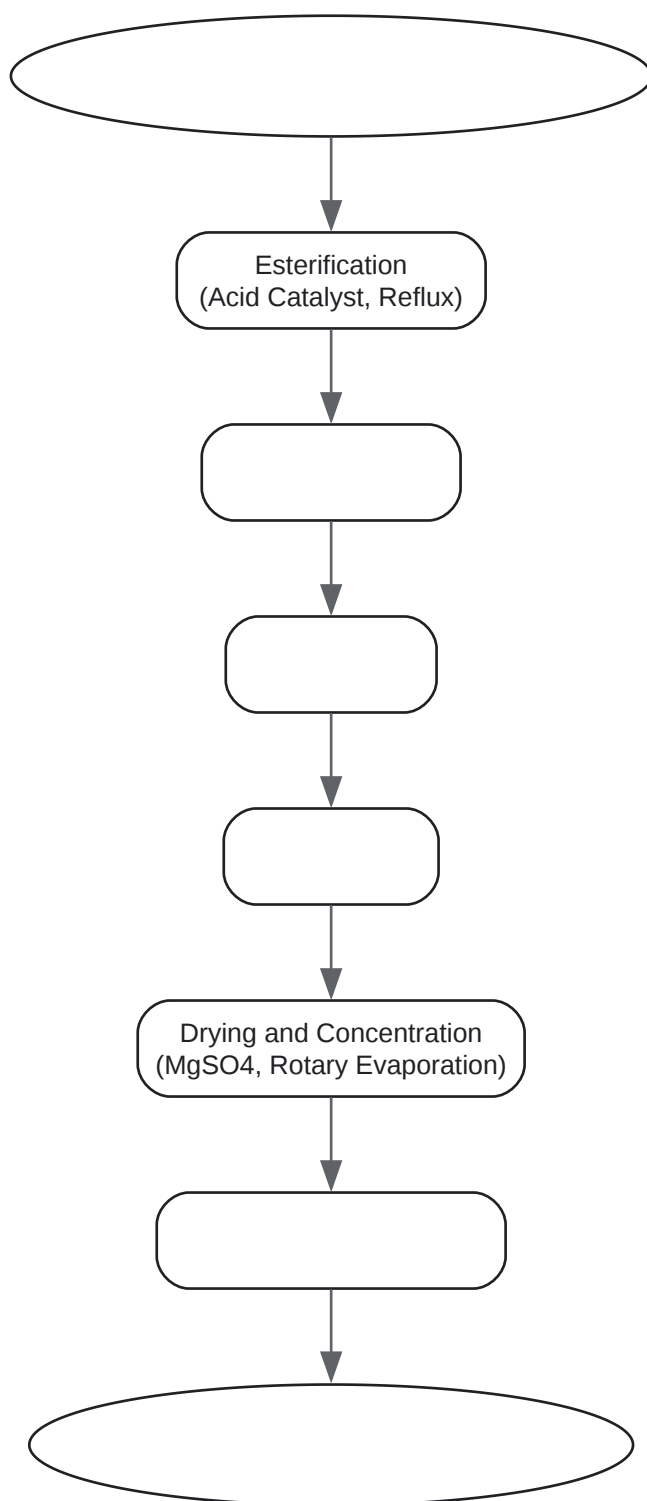 Esterification
(Acid Catalyst, Reflux)
Drying and Concentration
(MgSO4, Rotary Evaporation)